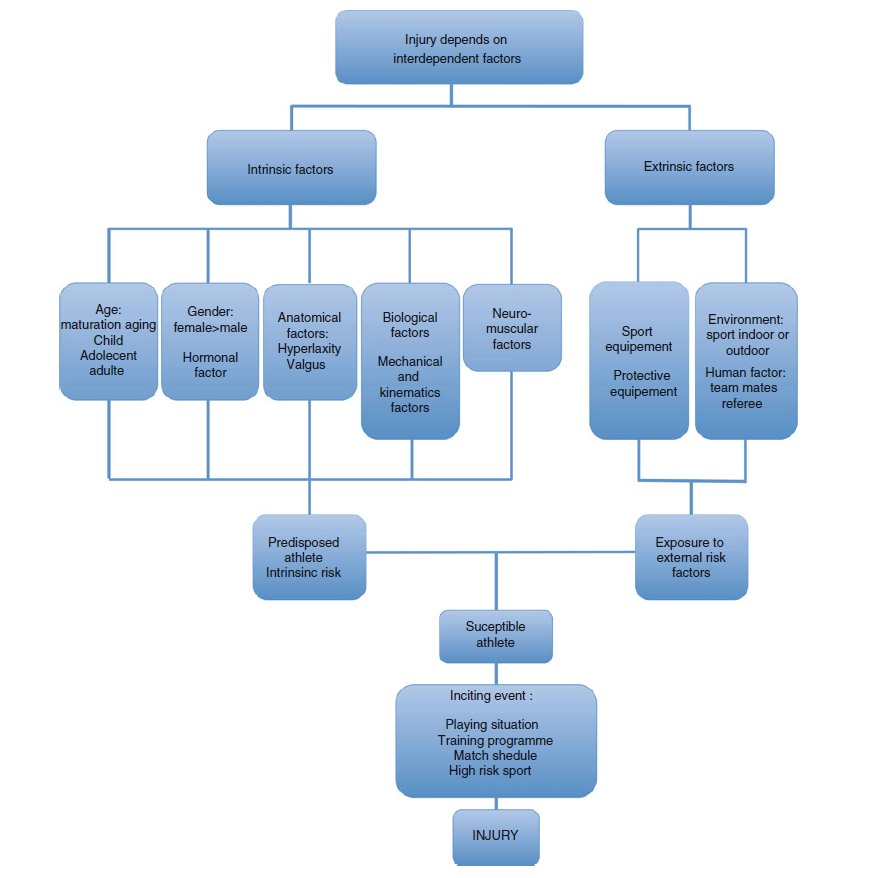 Injury depends on
interdependent factors
Intrinsic factors
Extrinsic factors
Age:
maturation aging
Child
Adolecent
adulte
Gender:
female>male
Hormonal
factor
Anatomical
factors:
Hyperlaxity
Valgus
Biological
factors
Mechanical
and
kinematics
factors
Neuro-
muscular
factors
Sport
equipement
Protective
equipement
Environment:
sport indoor or
outdoor
Human factor:
team mates
referee
Predisposed
athlete
Intrinsinc risk
Exposure to
external risk
factors
Suceptible
athlete
Inciting event :
Playing situation
Training programme
Match shedule
High risk sport
INJURY